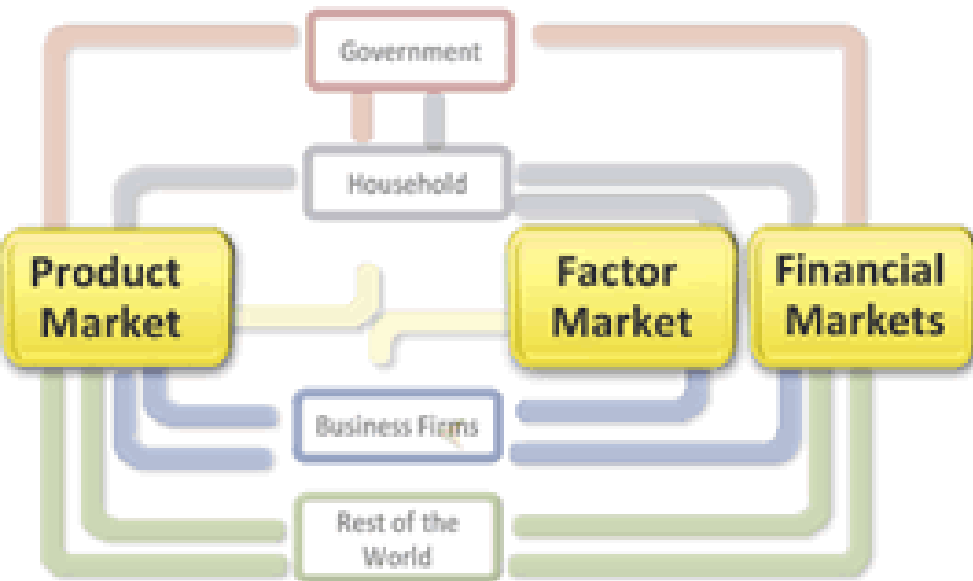 Government
Household
Product
Market
Factor
Market
Financial
Markets
Business Firms
Rest of the
World